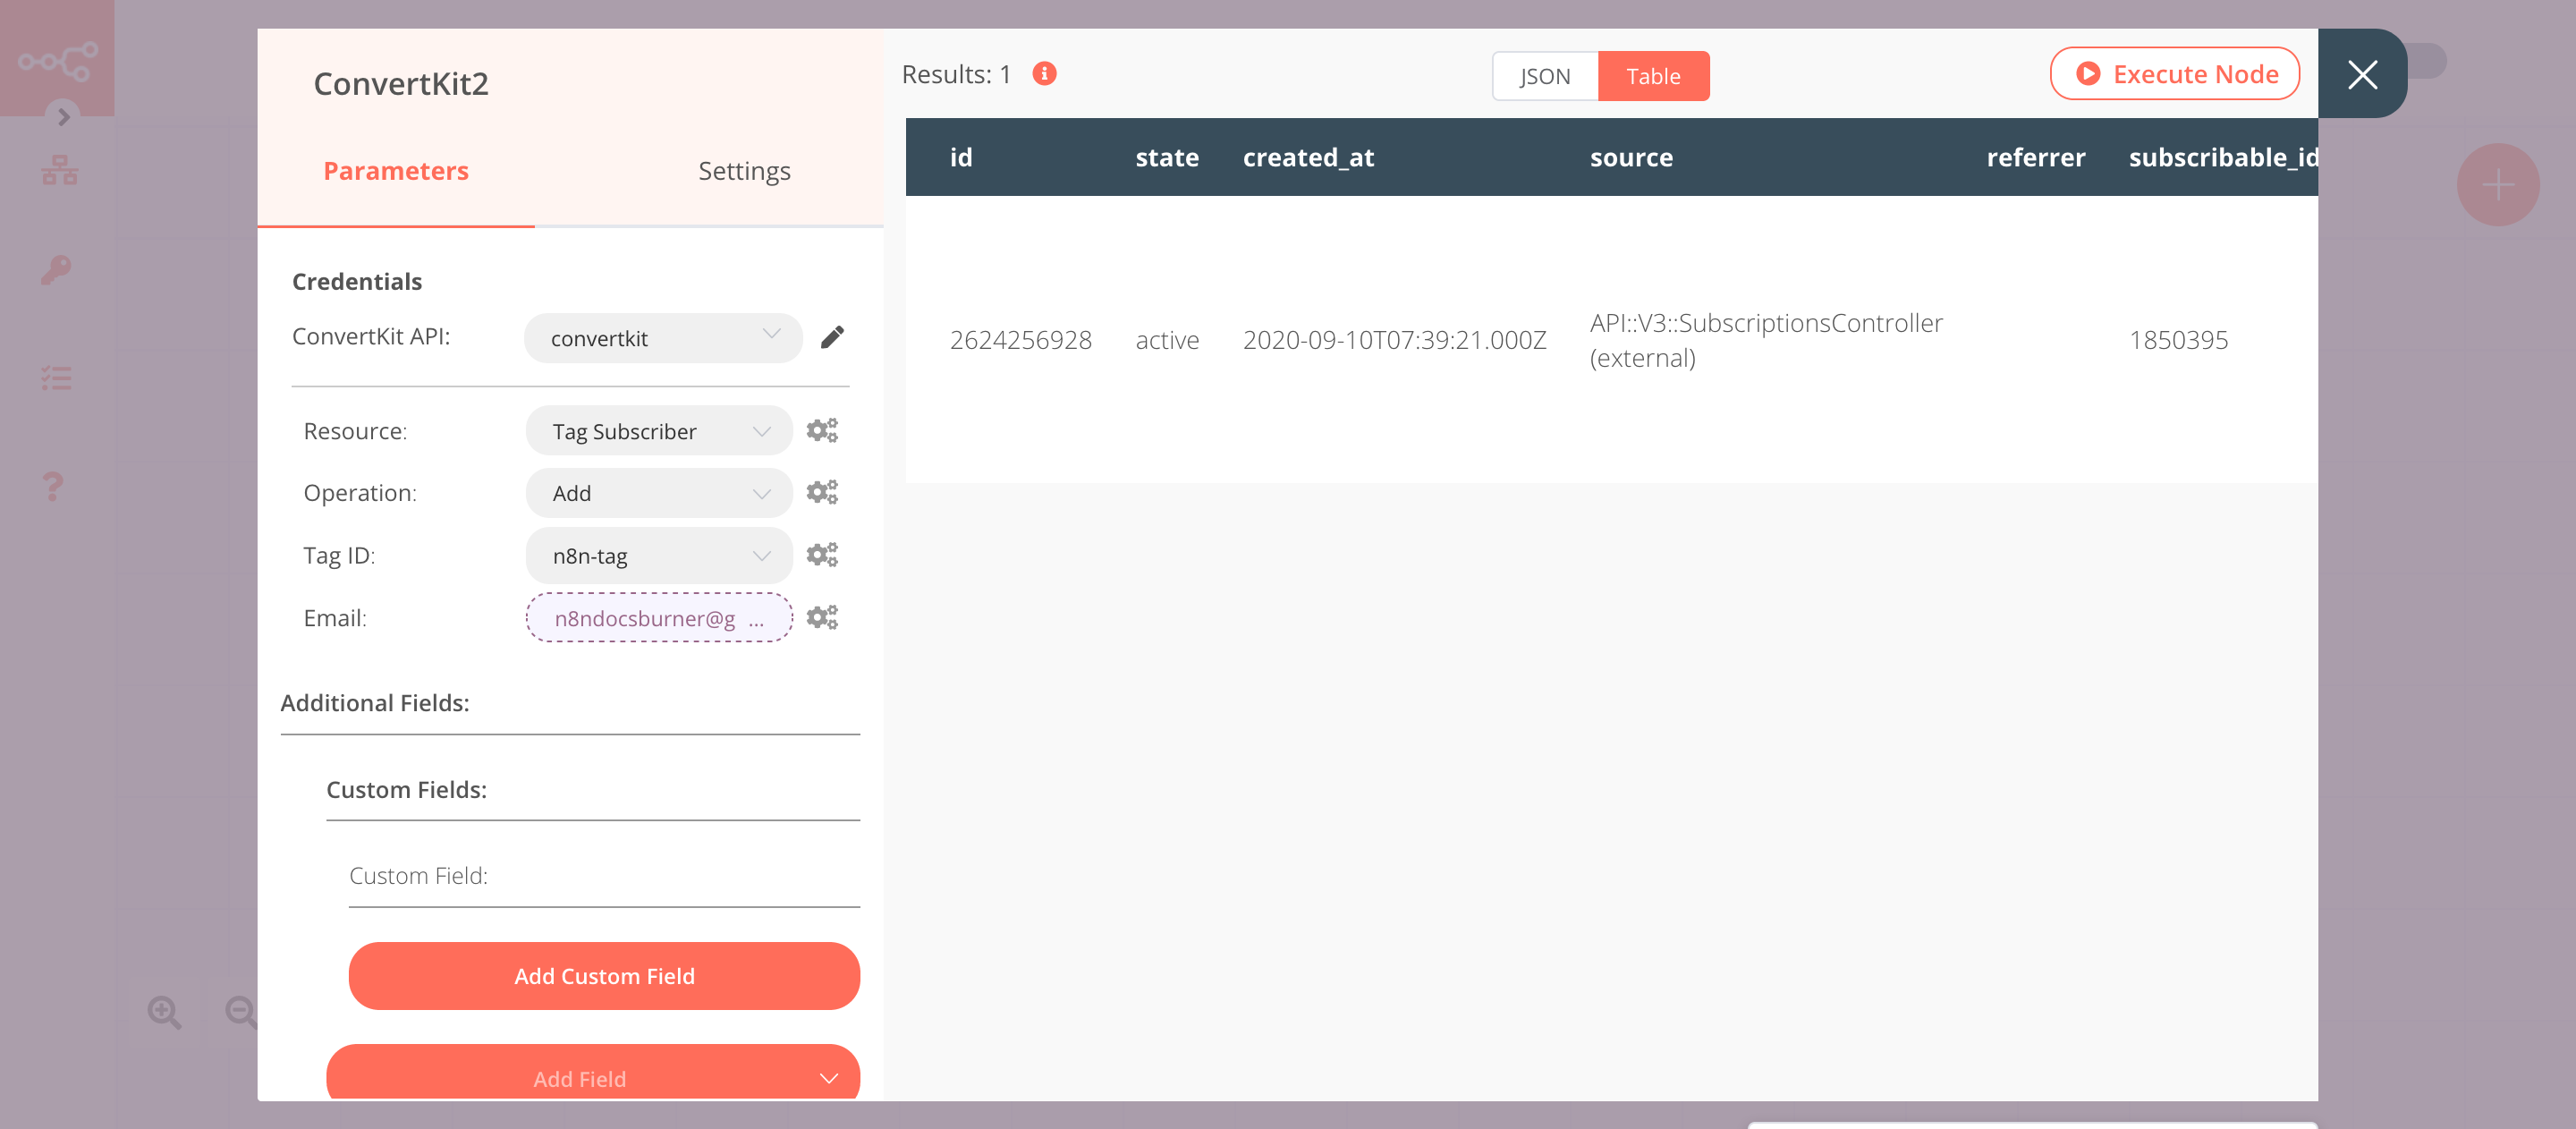 ConvertKit2
Parameters
Settings
Credentials
ConvertKit API:
convertkit
Resource:
Tag Subscriber
Operation:
Add
Tag ID:
n8n-tag
Email:
n8ndocsburner@g ...
Additional Fields:
Custom Fields:
Custom Field:
Add Custom Field
Add Field
Results: 1
JSON
Table
Execute Node
id state created_at source referrer subscribable_id
2624256928 active 2020-09-10T07:39:21.000Z API::V3::SubscriptionsController 1850395
(external)